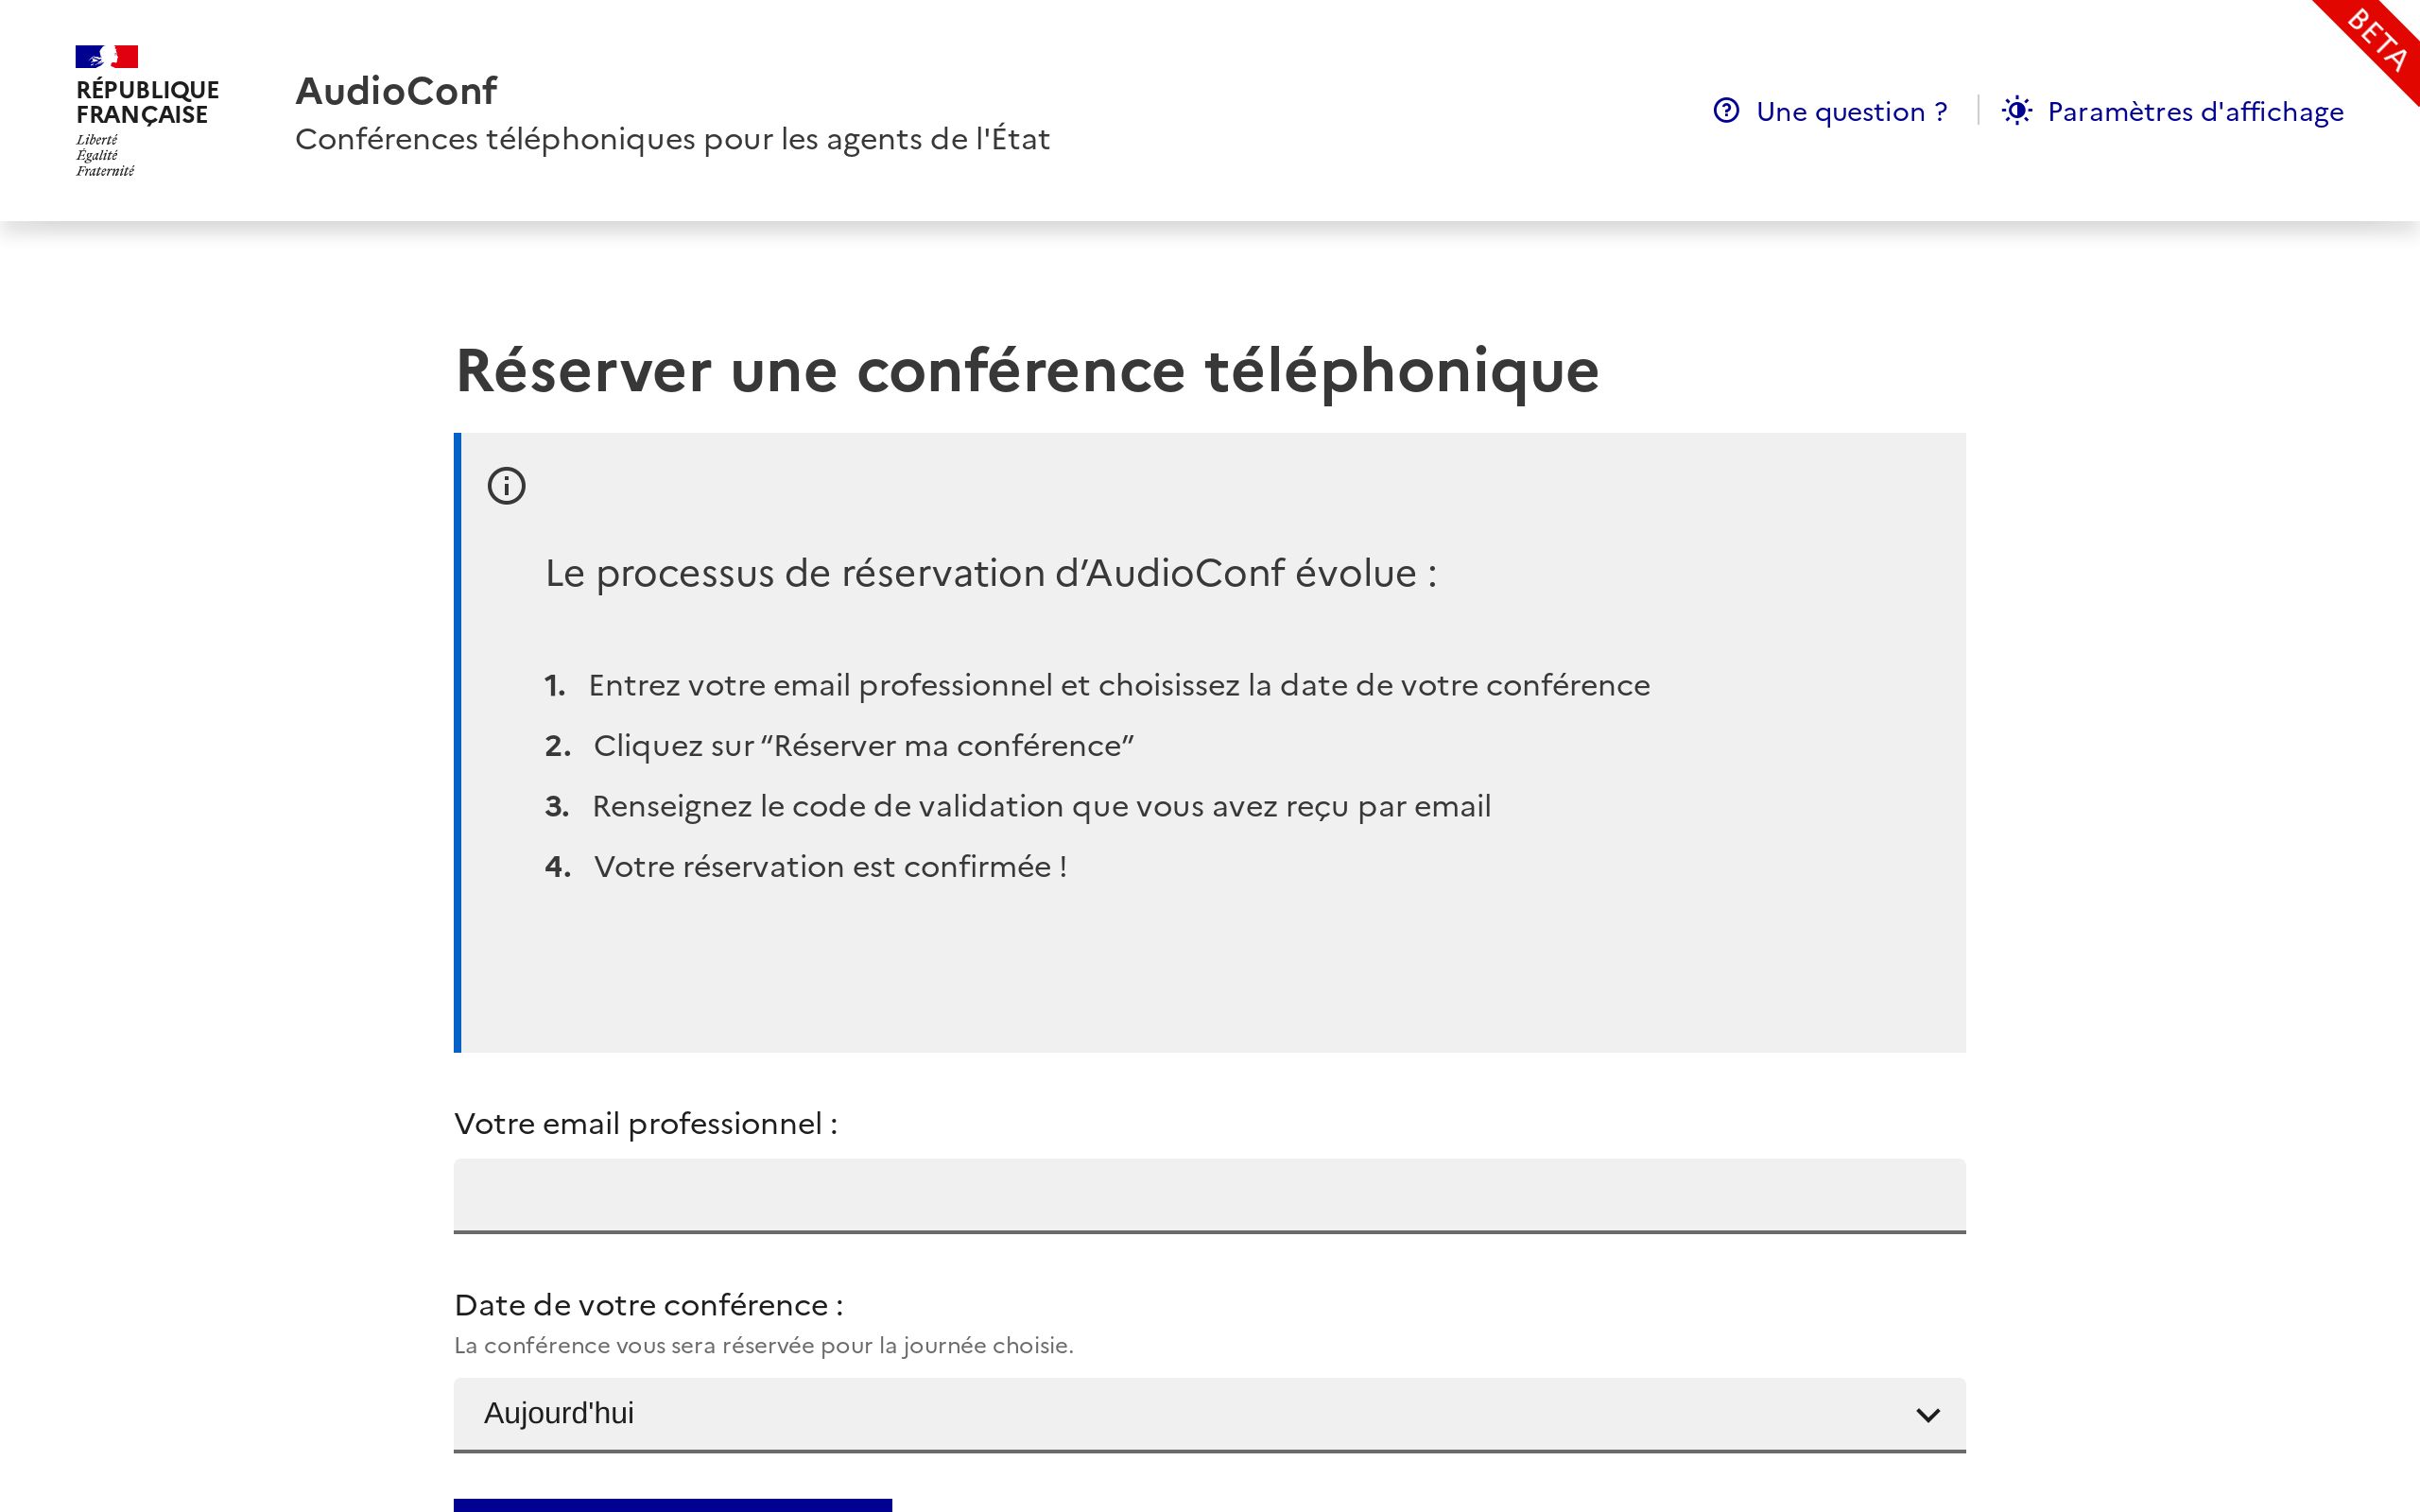 RÉPUBLIQUE
FRANÇAISE
Liberté
Égalité
Fraternité
AudioConf
Conférences téléphoniques pour les agents de l'État
Une question ?
Paramètres d'affichage
BETA
Réserver une conférence téléphonique
Le processus de réservation d’AudioConf évolue :
1. Entrez votre email professionnel et choisissez la date de votre conférence
2. Cliquez sur “Réserver ma conférence”
3. Renseignez le code de validation que vous avez reçu par email
4. Votre réservation est confirmée !
Votre email professionnel :
Date de votre conférence :
La conférence vous sera réservée pour la journée choisie.
Aujourd'hui